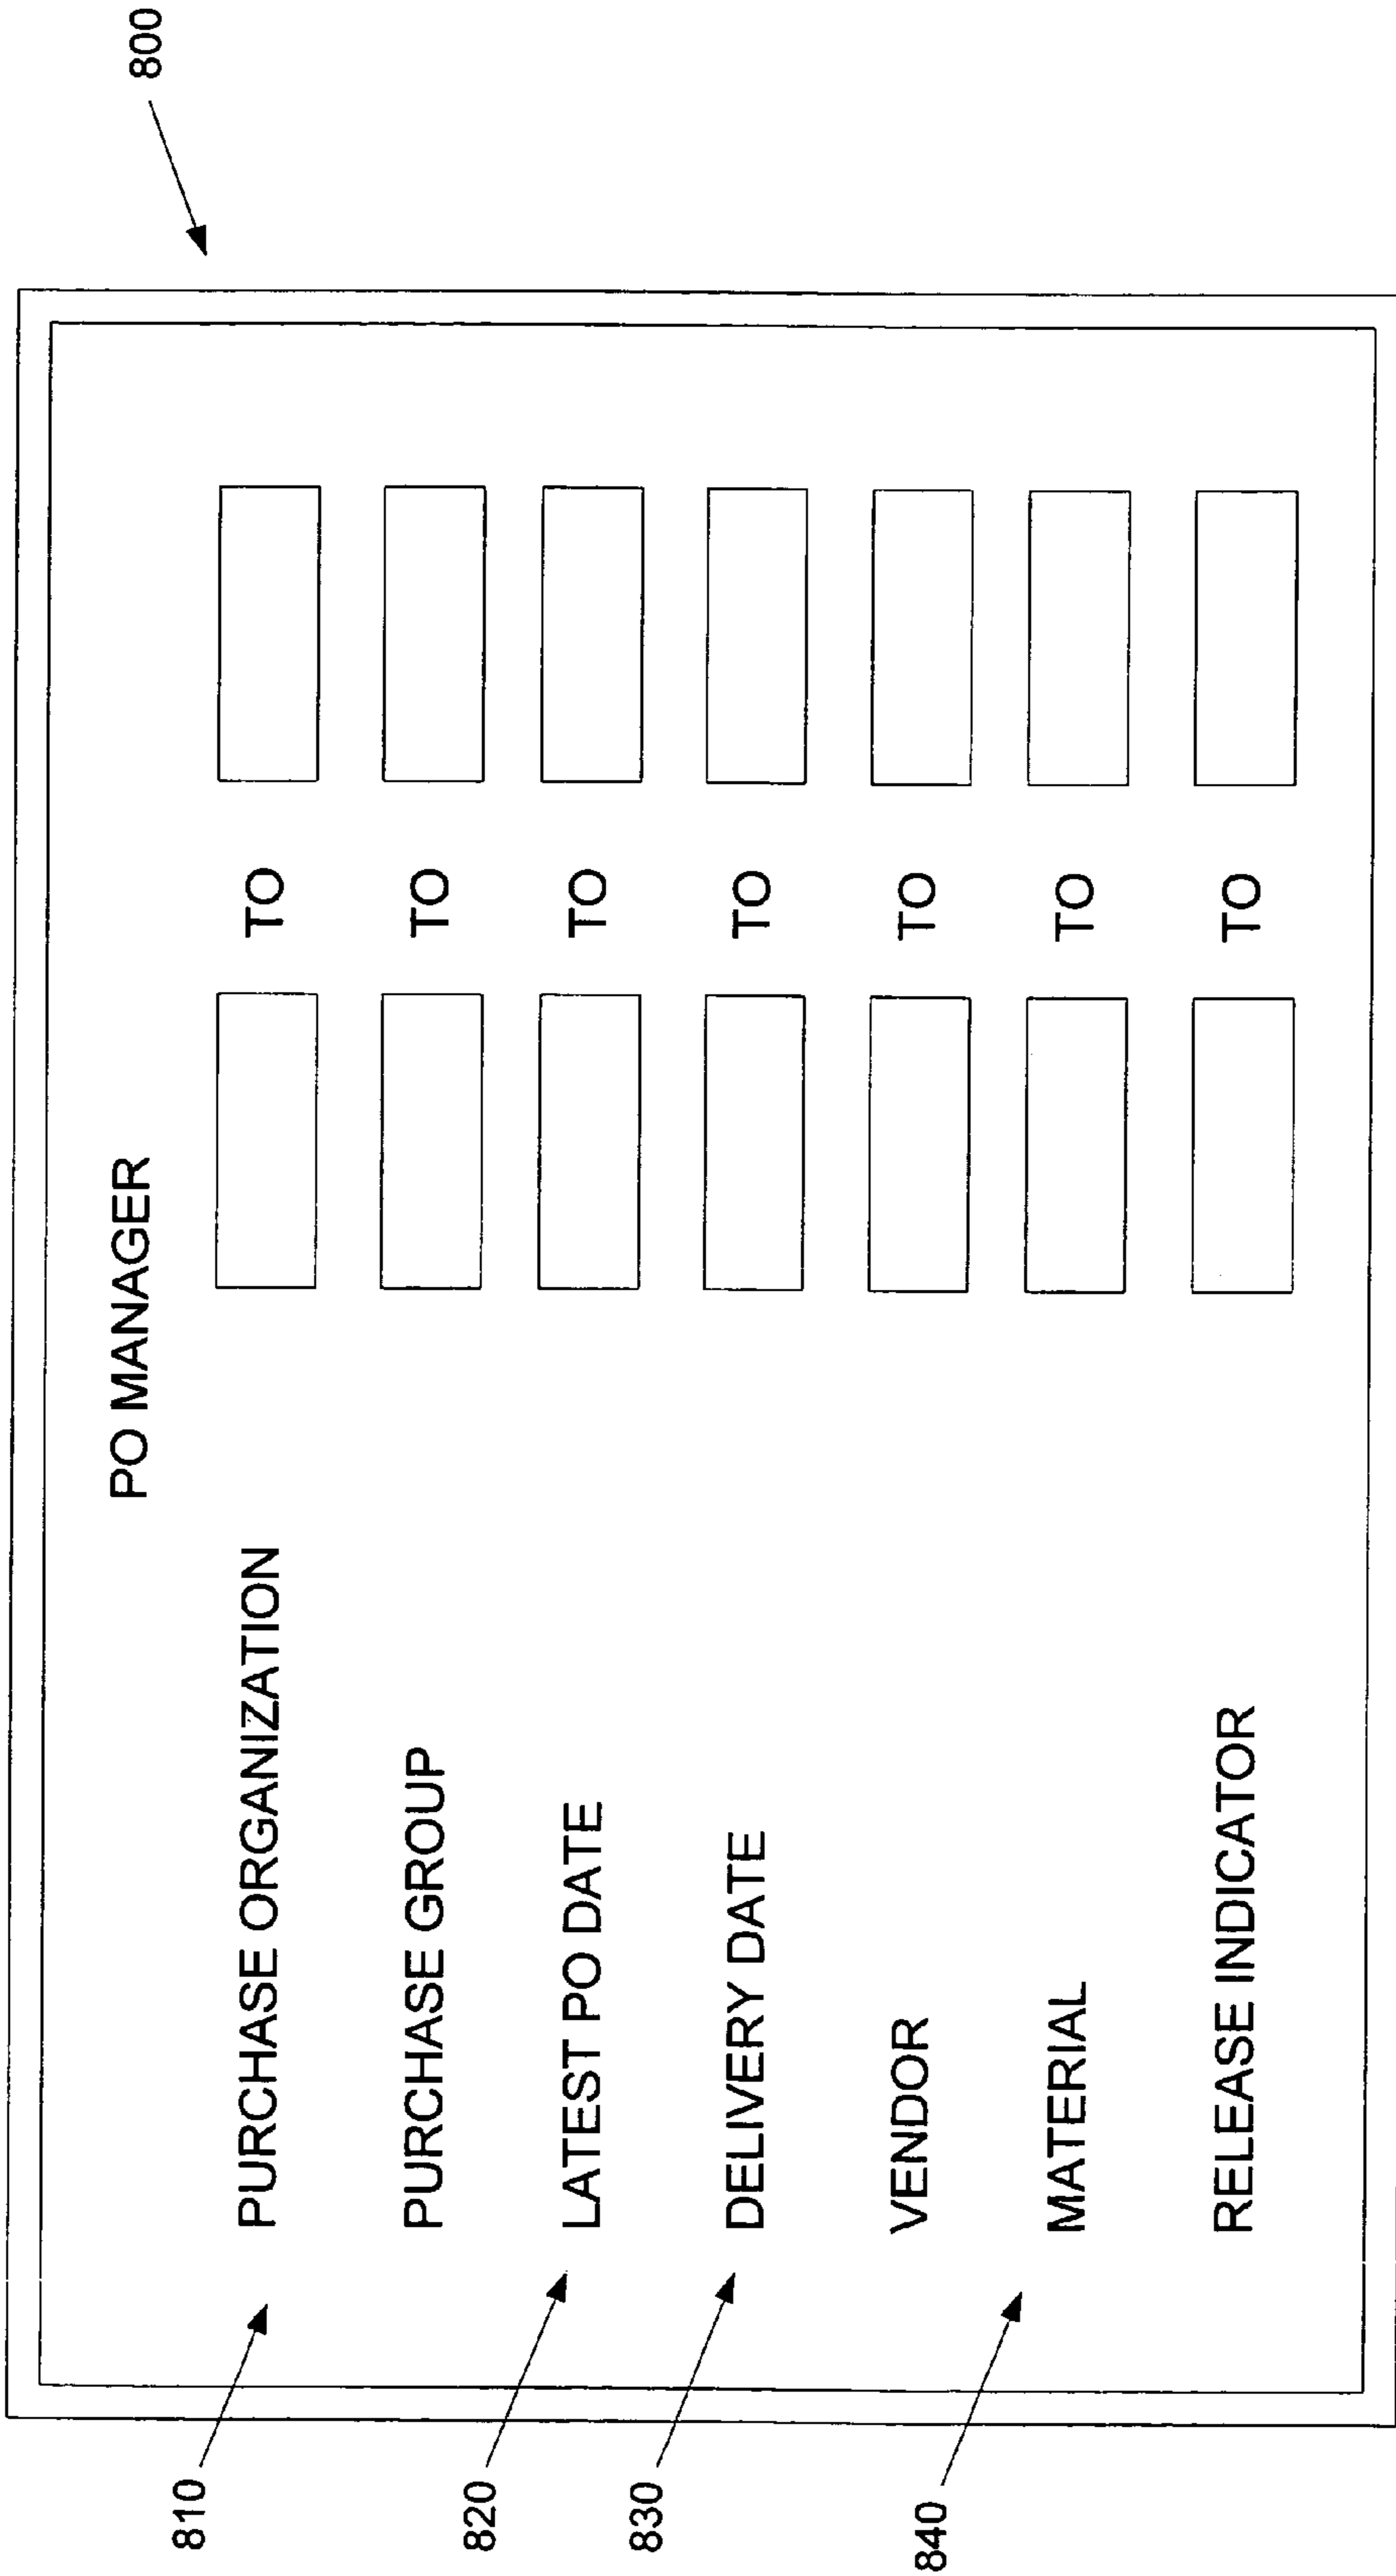 800
PO MANAGER
810
PURCHASE ORGANIZATION TO
PURCHASE GROUP TO
820
LATEST PO DATE TO
830
DELIVERY DATE TO
VENDOR TO
840
MATERIAL TO
RELEASE INDICATOR TO